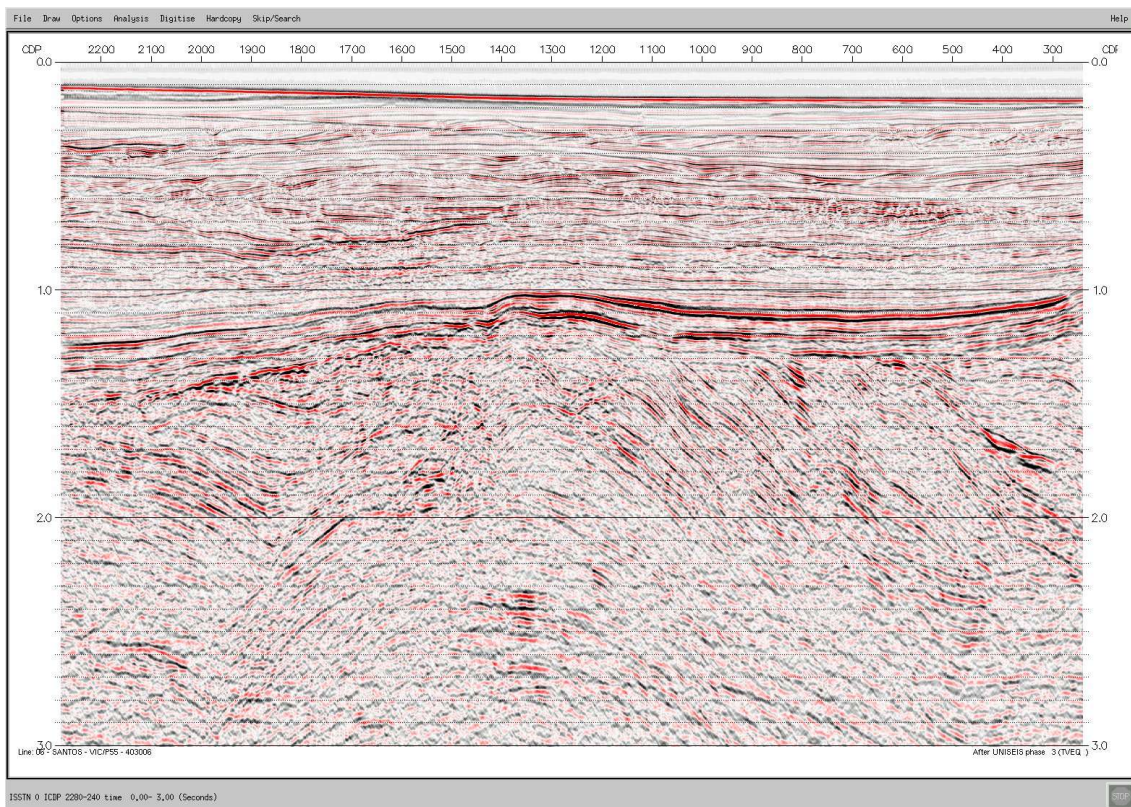 File Draw Options Analysis Digitise Hardcopy Skip/Search Help
CDP 2200 2100 2000 1900 1800 1700 1600 1500 1400 1300 1200 1100 1000 900 800 700 600 500 400 300 CDP
0.0 0.0
1.0 1.0
2.0 2.0
3.0 3.0
Line: 06 - SANTOS - VIC/P55 - 403006 After UNISEIS phase 3 (TVEQ )
ISSTN 0 ICDP 2280-240 time 0.00- 3.00 (Seconds) STOP